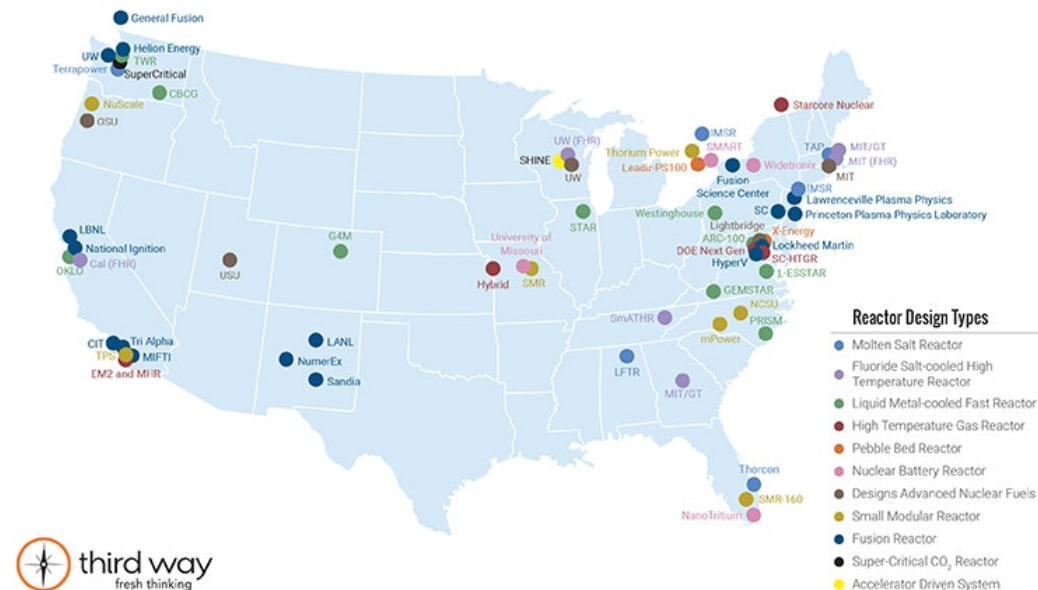 General Fusion
Helion Energy
UW
TWR
Terrapower
SuperCritical
CBCG
NuScale
OSU
Starcore Nuclear
IMSR
UW (FHR)
SMART
Thorium Power
TAP
MIT/GT
SHINE
Leadir-PS100
Widetronix
MIT (FHR)
UW
Fusion
Science Center
MIT
IMSR
Lawrenceville Plasma Physics
Westinghouse
SC
Princeton Plasma Physics Laboratory
STAR
Lightbridge
X-Energy
LBNL
G4M
University of
Missouri
ARC-100
National Ignition
DOE Next Gen
Lockheed Martin
OKLO
Cal (FHR)
USU
HyperV
SC-HTGR
Hybrid
SMR
L-ESSTAR
GEMSTAR
NCSU
SmATHR
PRISM
mPower
CIT
Tri Alpha
LANL
TPS
MIFTI
NumerEx
EM2 and MHR
Sandia
LFTR
MIT/GT
Thorcon
SMR-160
NanoTritium
Reactor Design Types
Molten Salt Reactor
Fluoride Salt-cooled High
Temperature Reactor
Liquid Metal-cooled Fast Reactor
High Temperature Gas Reactor
Pebble Bed Reactor
Nuclear Battery Reactor
Designs Advanced Nuclear Fuels
Small Modular Reactor
Fusion Reactor
Super-Critical CO₂ Reactor
Accelerator Driven System
third way
fresh thinking